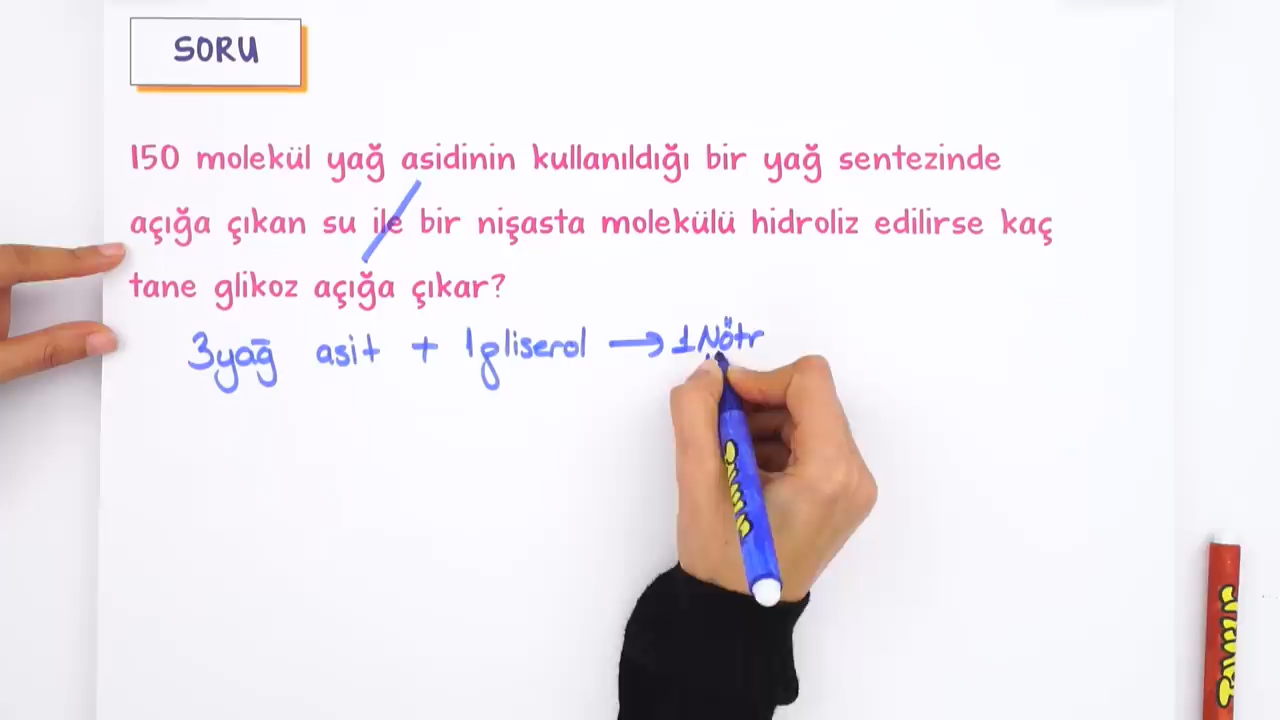 SORU
150 molekül yağ asidinin kullanıldığı bir yağ sentezinde
açığa çıkan su ile bir nişasta molekülü hidroliz edilirse kaç
tane glikoz açığa çıkar?
3yağ asit + 1gliserol → 1Nötr